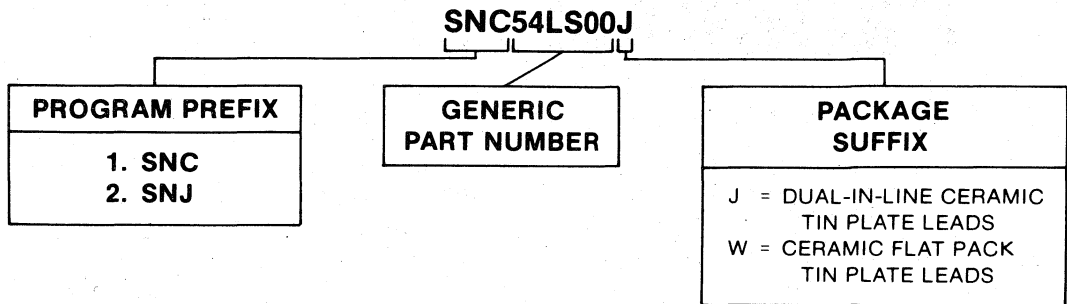 SNC54LS00J
PROGRAM PREFIX
1. SNC
2. SNJ
GENERIC
PART NUMBER
PACKAGE
SUFFIX
J = DUAL-IN-LINE CERAMIC
TIN PLATE LEADS
W = CERAMIC FLAT PACK
TIN PLATE LEADS